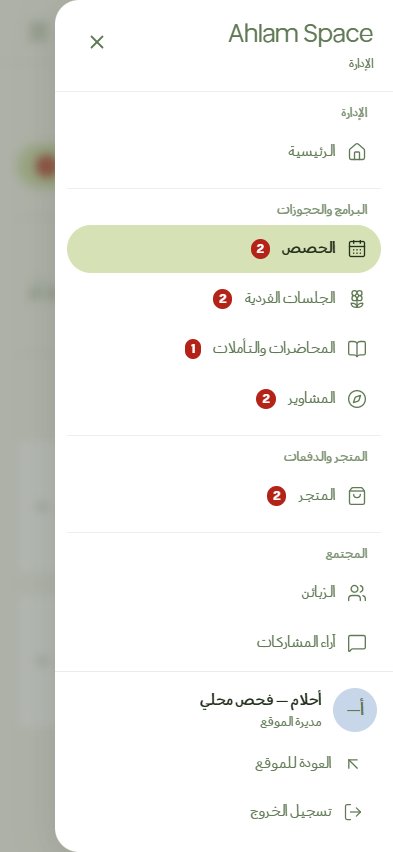 Ahlam Space
الإدارة
الإدارة
الرئيسية
البرامج والحجوزات
الحصص 2
الجلسات الفردية 2
المحاضرات والتأملات 1
المشاوير 2
المتجر والدفعات
المتجر 2
المجتمع
الزبائن
آراء المشاركات
أ—
أحلام — فحص محلي
مديرة الموقع
العودة للموقع
تسجيل الخروج